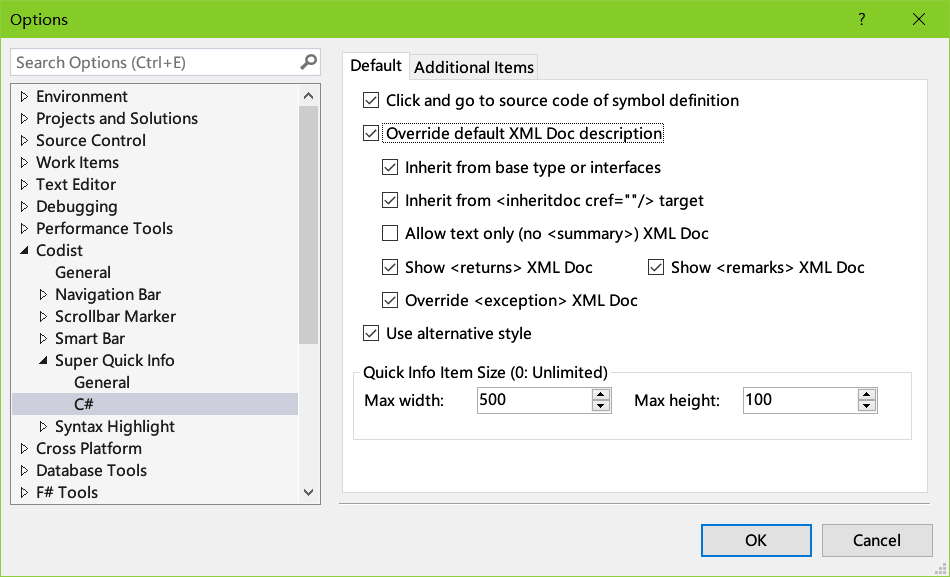 Options
?
Search Options (Ctrl+E)
Environment
Projects and Solutions
Source Control
Work Items
Text Editor
Debugging
Performance Tools
Codist
General
Navigation Bar
Scrollbar Marker
Smart Bar
Super Quick Info
General
C#
Syntax Highlight
Cross Platform
Database Tools
F# Tools
Default Additional Items
Click and go to source code of symbol definition
Override default XML Doc description
Inherit from base type or interfaces
Inherit from <inheritdoc cref=""/> target
Allow text only (no <summary>) XML Doc
Show <returns> XML Doc Show <remarks> XML Doc
Override <exception> XML Doc
Use alternative style
Quick Info Item Size (0: Unlimited)
Max width: 500 Max height: 100
OK Cancel